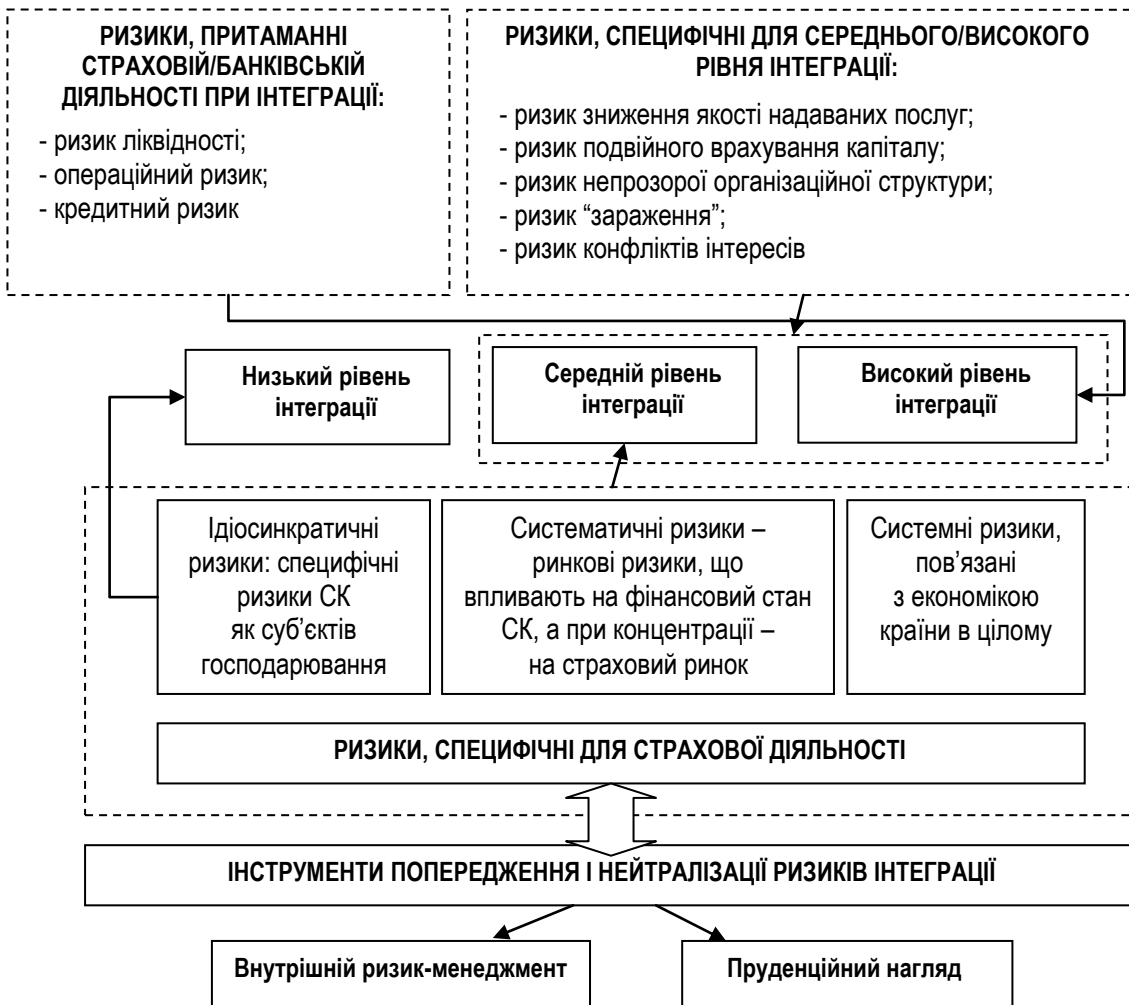 РИЗИКИ, ПРИТАМАННІ
СТРАХОВІЙ/БАНКІВСЬКІЙ
ДІЯЛЬНОСТІ ПРИ ІНТЕГРАЦІЇ:
- ризик ліквідності;
- операційний ризик;
- кредитний ризик
РИЗИКИ, СПЕЦИФІЧНІ ДЛЯ СЕРЕДНЬОГО/ВИСОКОГО
РІВНЯ ІНТЕГРАЦІЇ:
- ризик зниження якості надаваних послуг;
- ризик подвійного врахування капіталу;
- ризик непрозорої організаційної структури;
- ризик “зараження”;
- ризик конфліктів інтересів
Низький рівень
інтеграції
Середній рівень
інтеграції
Високий рівень
інтеграції
Ідіосинкратичні
ризики: специфічні
ризики СК
як суб’єктів
господарювання
Систематичні ризики –
ринкові ризики, що
впливають на фінансовий стан
СК, а при концентрації –
на страховий ринок
Системні ризики,
пов’язані
з економікою
країни в цілому
РИЗИКИ, СПЕЦИФІЧНІ ДЛЯ СТРАХОВОЇ ДІЯЛЬНОСТІ
ІНСТРУМЕНТИ ПОПЕРЕДЖЕННЯ І НЕЙТРАЛІЗАЦІЇ РИЗИКІВ ІНТЕГРАЦІЇ
Внутрішній ризик-менеджмент
Пруденційний нагляд